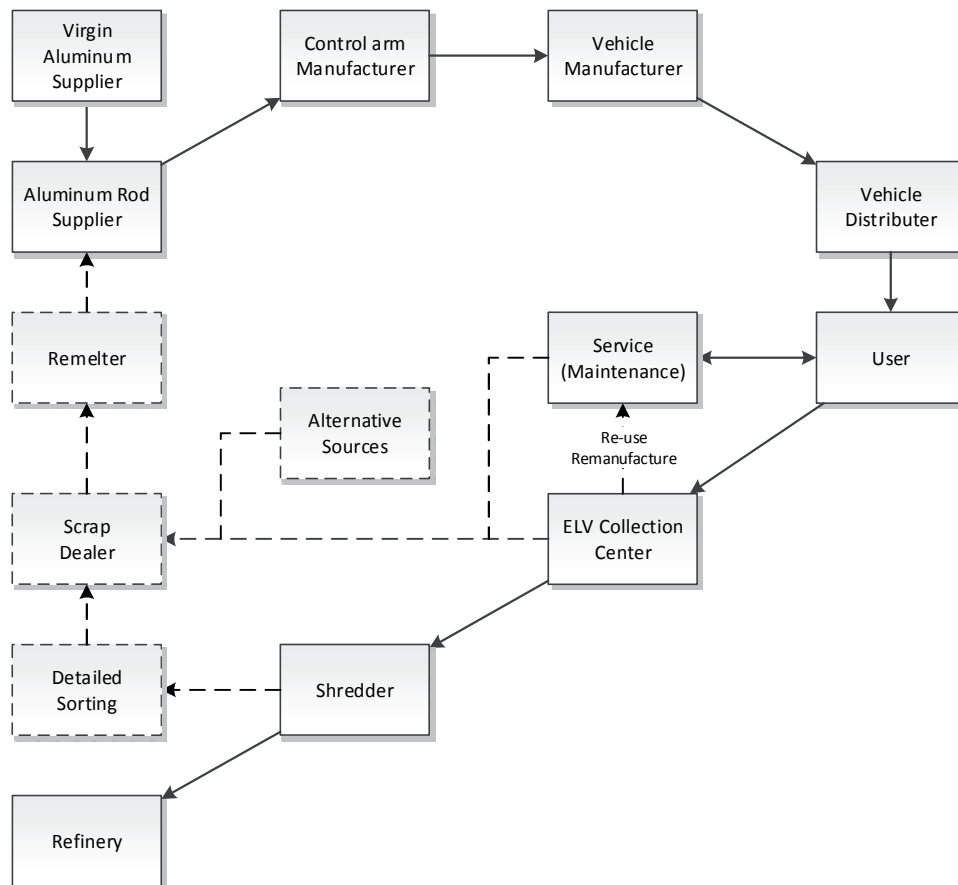 Virgin
Aluminum
Supplier
Control arm
Manufacturer
Vehicle
Manufacturer
Aluminum Rod
Supplier
Vehicle
Distributer
Remelter
Service
(Maintenance)
User
Alternative
Sources
Re-use
Remanufacture
Scrap
Dealer
ELV Collection
Center
Detailed
Sorting
Shredder
Refinery